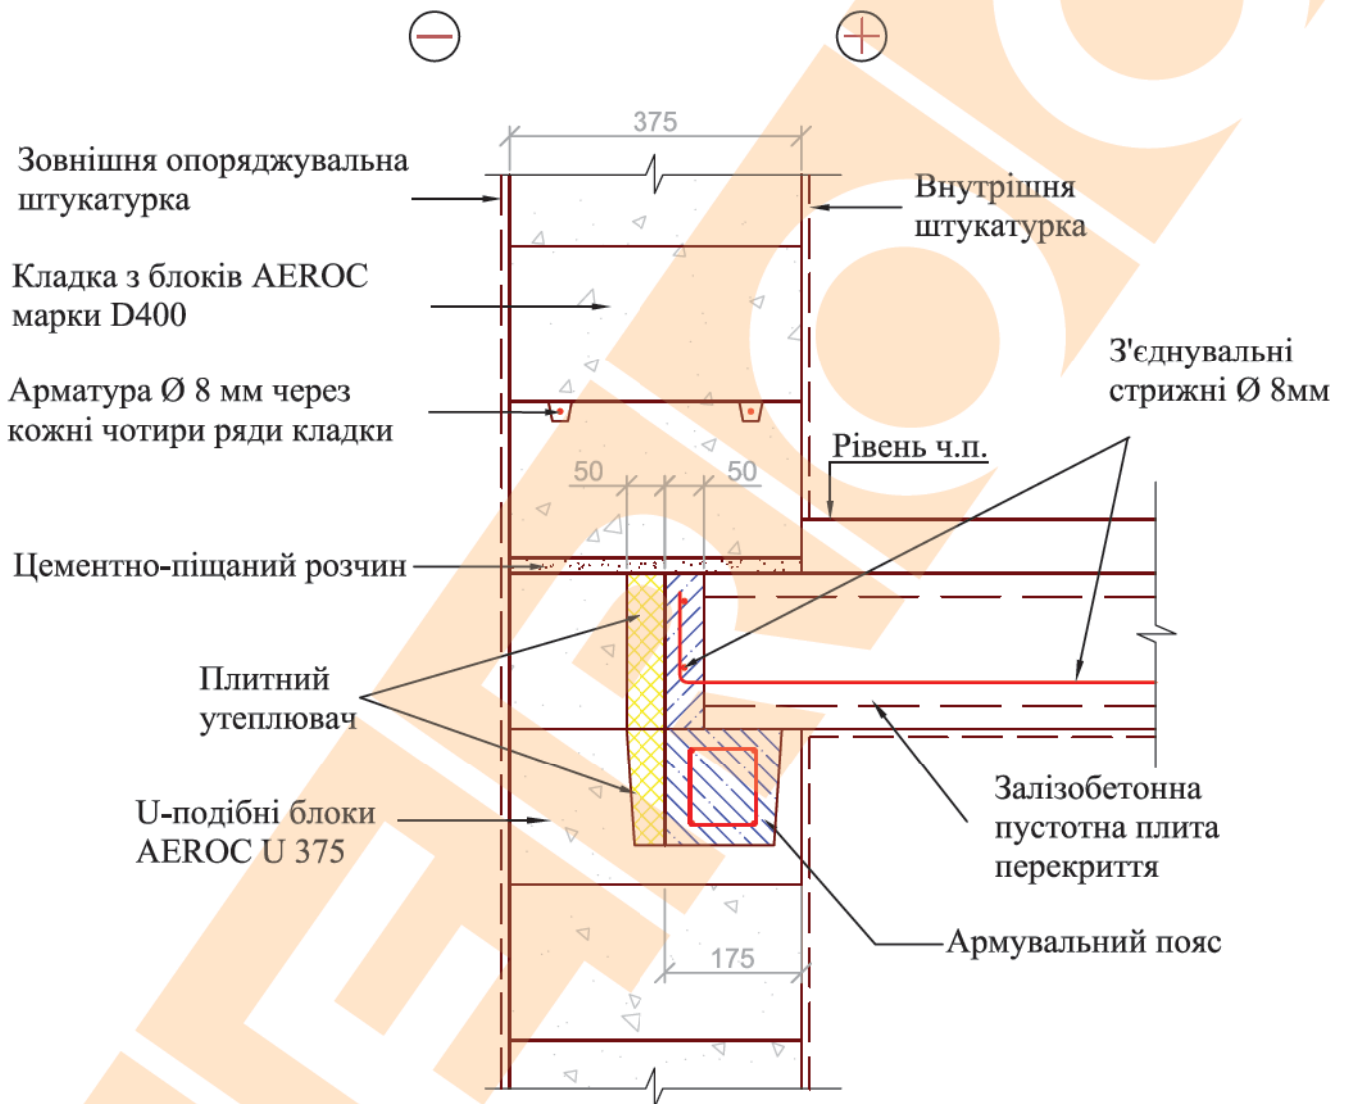 375
Зовнішня опоряджувальна
штукатурка
Внутрішня
штукатурка
Кладка з блоків AEROC
марки D400
З'єднувальні
стрижні Ø 8мм
Арматура Ø 8 мм через
кожні чотири ряди кладки
Рівень ч.п.
50
50
Цементно-піщаний розчин
Плитний
утеплювач
U-подібні блоки
AEROC U 375
Залізобетонна
пустотна плита
перекриття
Армувальний пояс
175